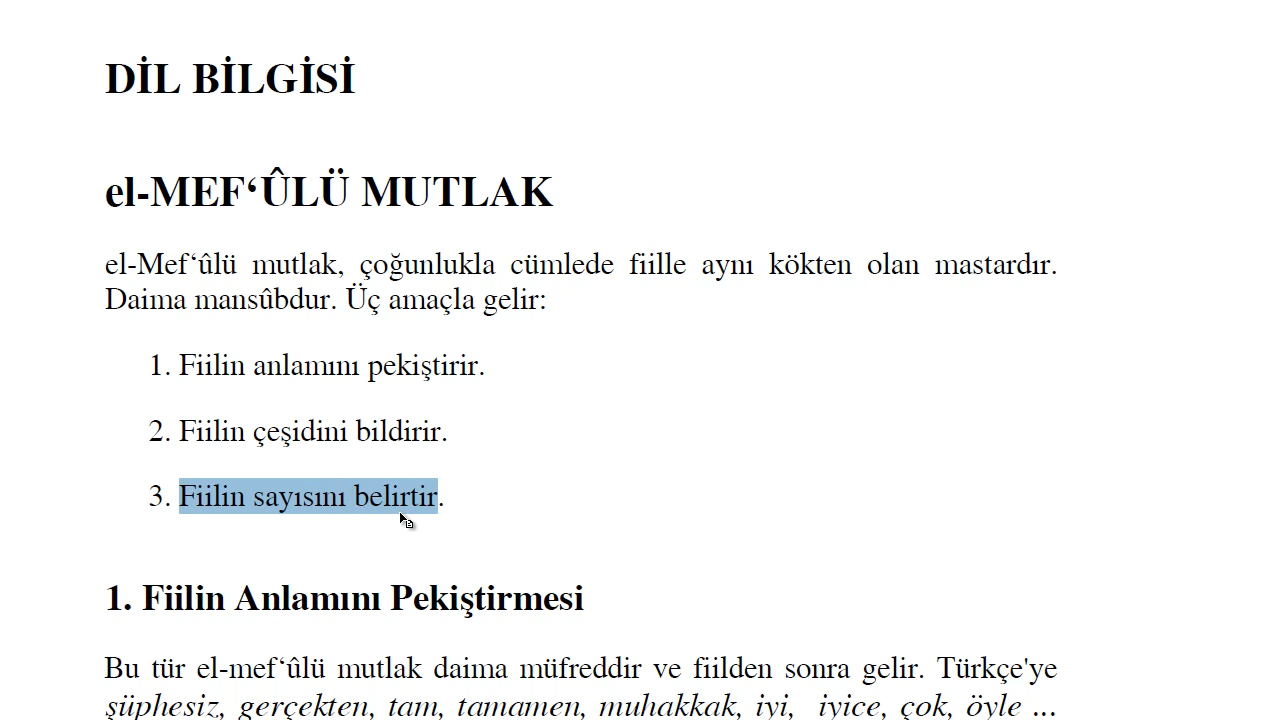 DİL BİLGİSİ
el-MEF‘ÛLÜ MUTLAK
el-Mef‘ûlü mutlak, çoğunlukla cümlede fiille aynı kökten olan mastardır.
Daima mansûbdur. Üç amaçla gelir:
1. Fiilin anlamını pekiştirir.
2. Fiilin çeşidini bildirir.
3. Fiilin sayısını belirtir.
1. Fiilin Anlamını Pekiştirmesi
Bu tür el-mef‘ûlü mutlak daima müfreddir ve fiilden sonra gelir. Türkçe'ye
şüphesiz, gerçekten, tam, tamamen, muhakkak, iyi, iyice, çok, öyle ...